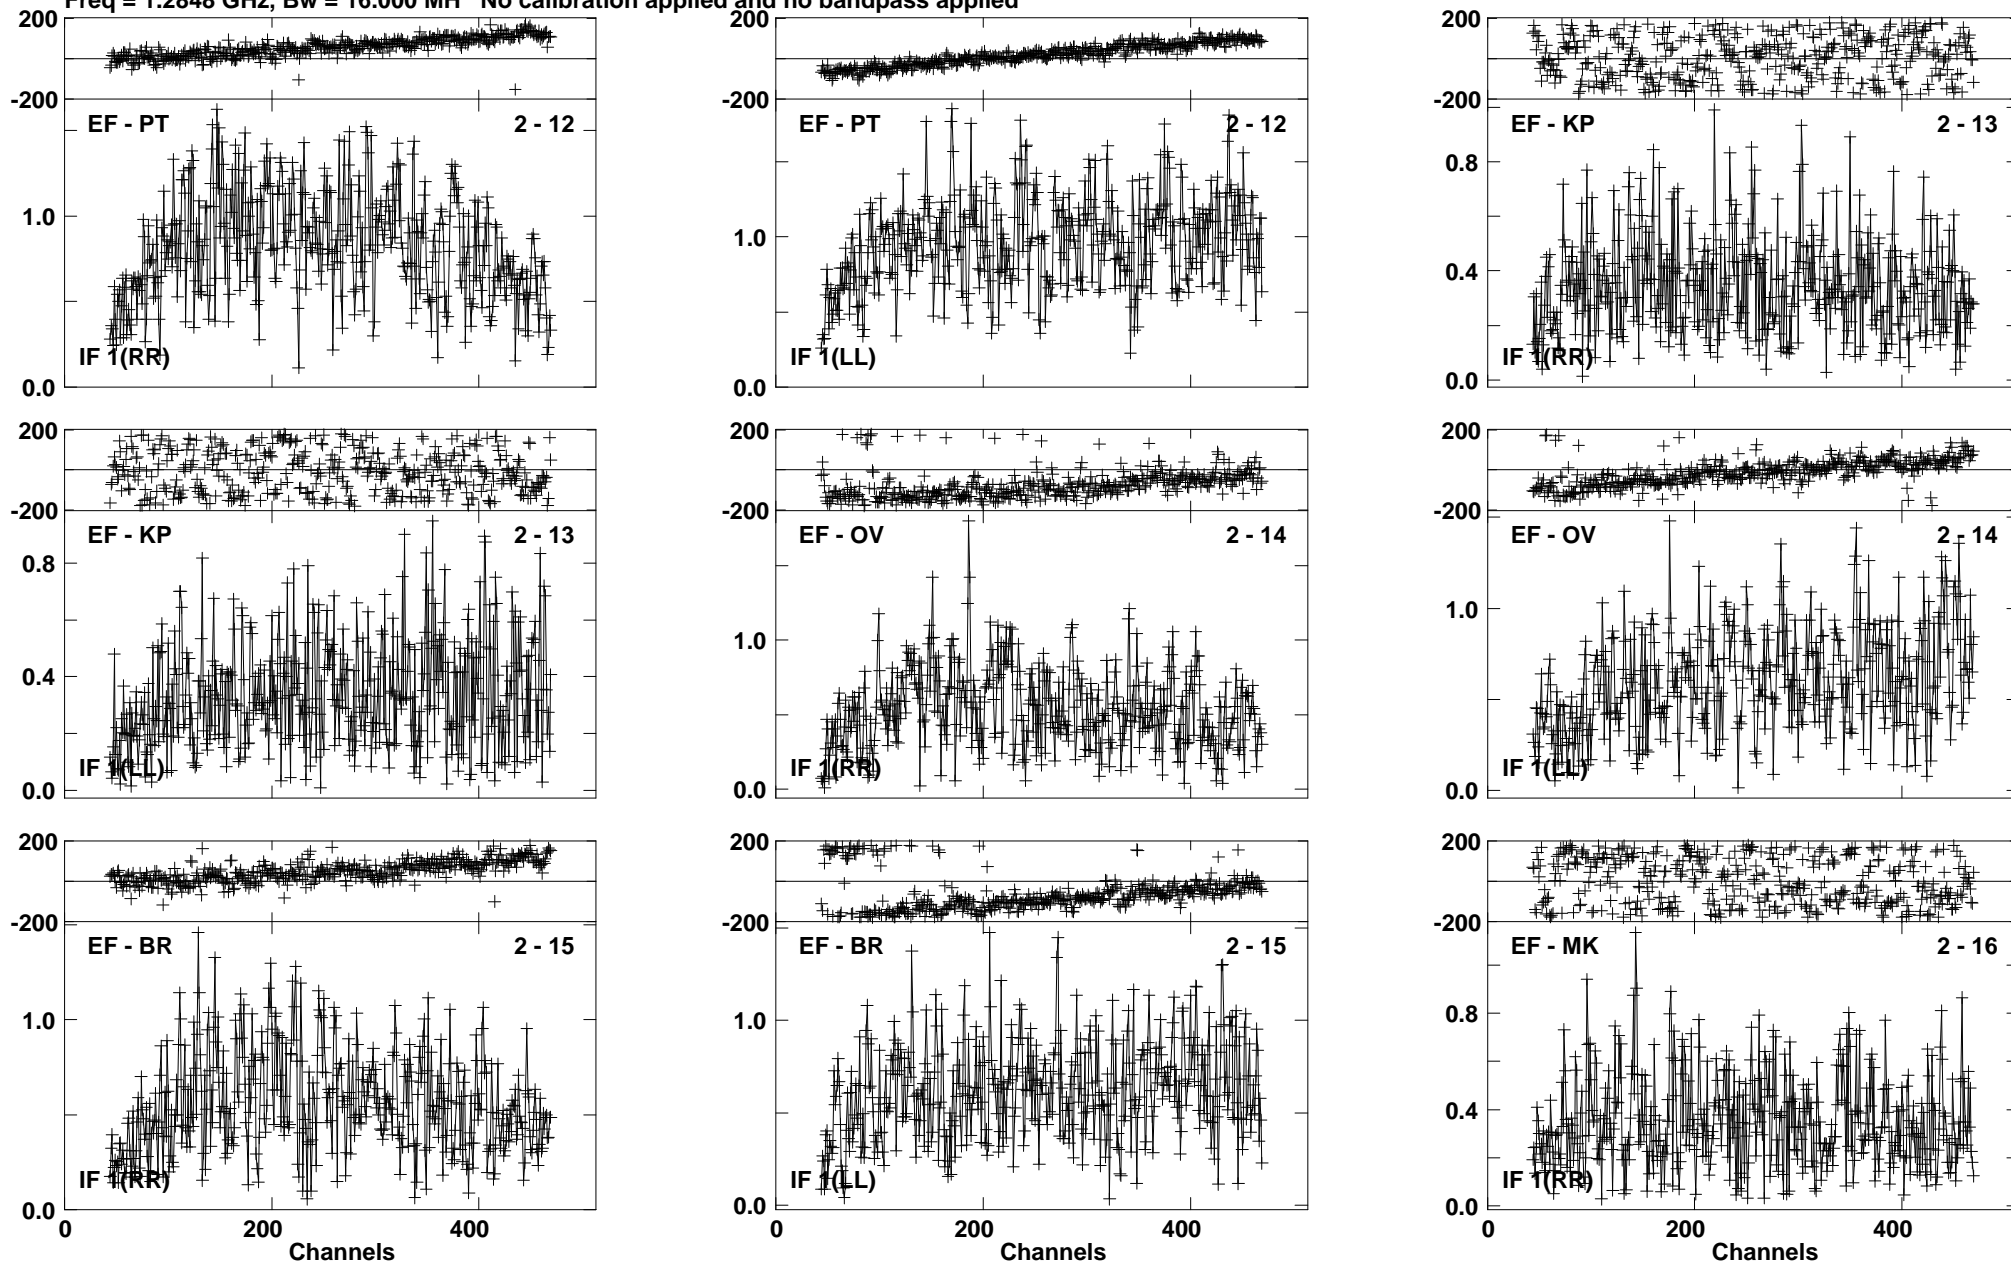 Freq = 1.2848 GHz, Bw = 16.000 MH No calibration applied and no bandpass applied
200 200 200
-200 -200 -200
EF - PT 2 - 12 EF - PT 2 - 12 EF - KP 2 - 13
0.8
1.0 1.0
0.4
IF 1(RR) IF 1(LL) IF 1(RR)
0.0 0.0 0.0
200 200 200
-200 -200 -200
EF - KP 2 - 13 EF - OV 2 - 14 EF - OV 2 - 14
0.8 1.0
0.4 1.0
IF 1(LL) IF 1(RR) IF 1(LL)
0.0 0.0 0.0
200 200 200
-200 -200 -200
EF - BR 2 - 15 EF - BR 2 - 15 EF - MK 2 - 16
1.0 1.0 0.8
0.4
IF 1(RR) IF 1(LL) IF 1(RR)
0.0 0.0 0.0
0 200 400 0 200 400 0 200 400
Channels Channels